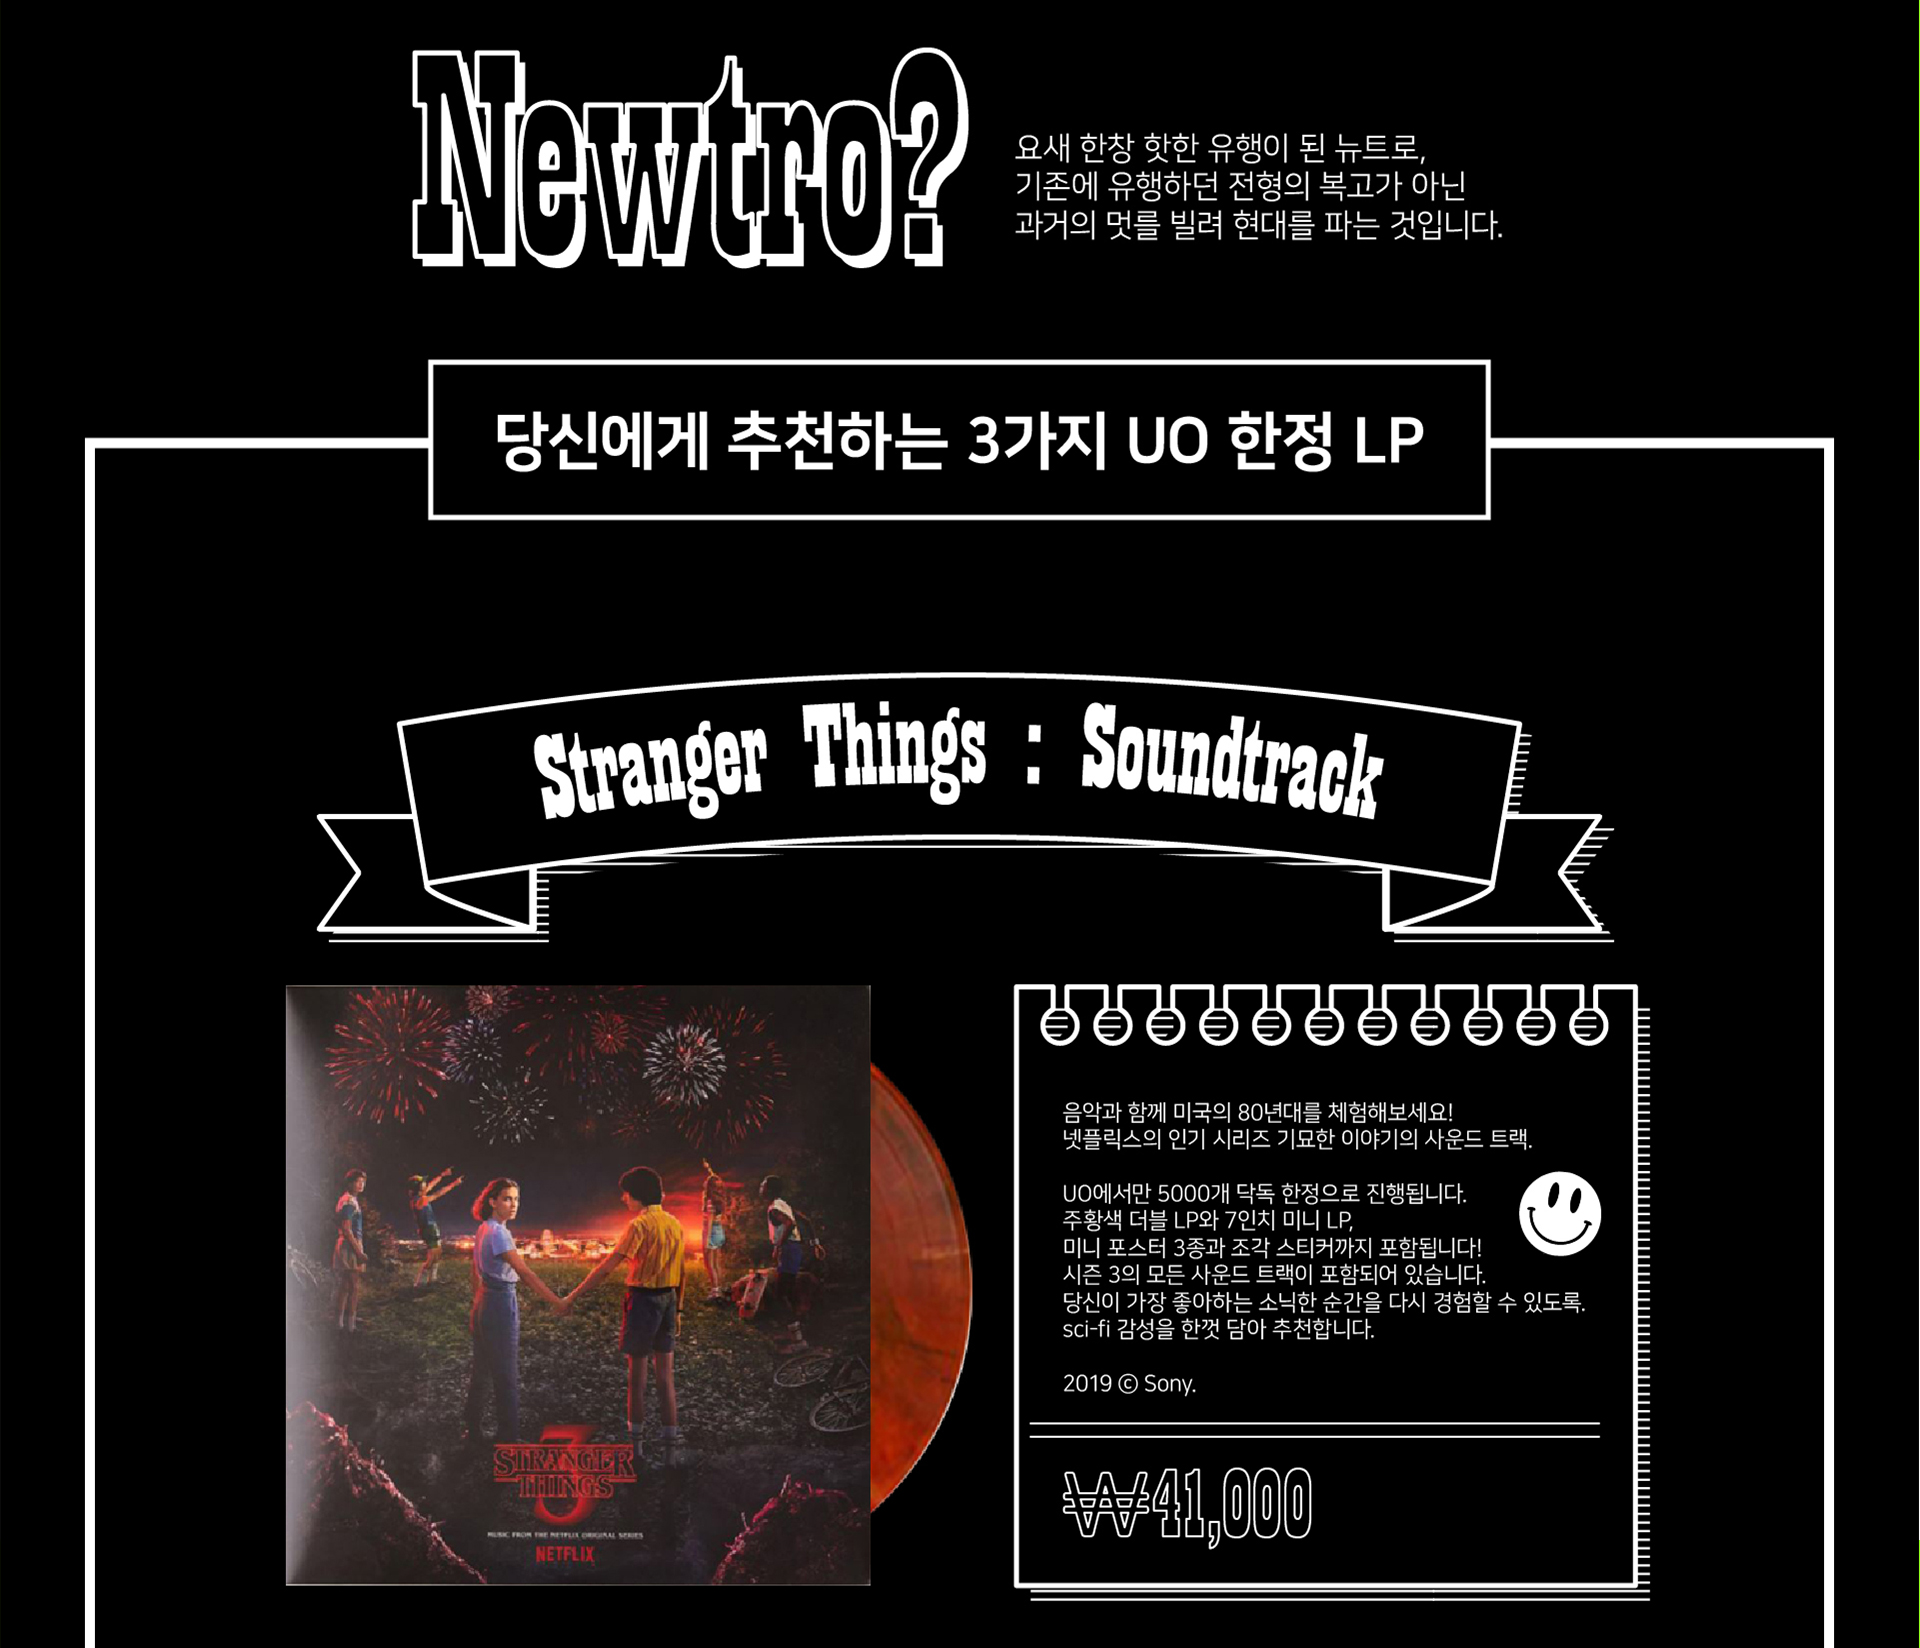 Newtro?
요새 한창 핫한 유행이 된 뉴트로,
기존에 유행하던 전형의 복고가 아닌
과거의 멋를 빌려 현대를 파는 것입니다.
당신에게 추천하는 3가지 UO 한정 LP
Stranger Things : Soundtrack
STRANGER
THINGS
3
MUSIC FROM THE NETFLIX ORIGINAL SERIES
NETFLIX
음악과 함께 미국의 80년대를 체험해보세요!
넷플릭스의 인기 시리즈 기묘한 이야기의 사운드 트랙.
UO에서만 5000개 닥독 한정으로 진행됩니다.
주황색 더블 LP와 7인치 미니 LP,
미니 포스터 3종과 조각 스티커까지 포함됩니다!
시즌 3의 모든 사운드 트랙이 포함되어 있습니다.
당신이 가장 좋아하는 소닉한 순간을 다시 경험할 수 있도록.
sci-fi 감성을 한껏 담아 추천합니다.
2019 ⓒ Sony.
₩41,000